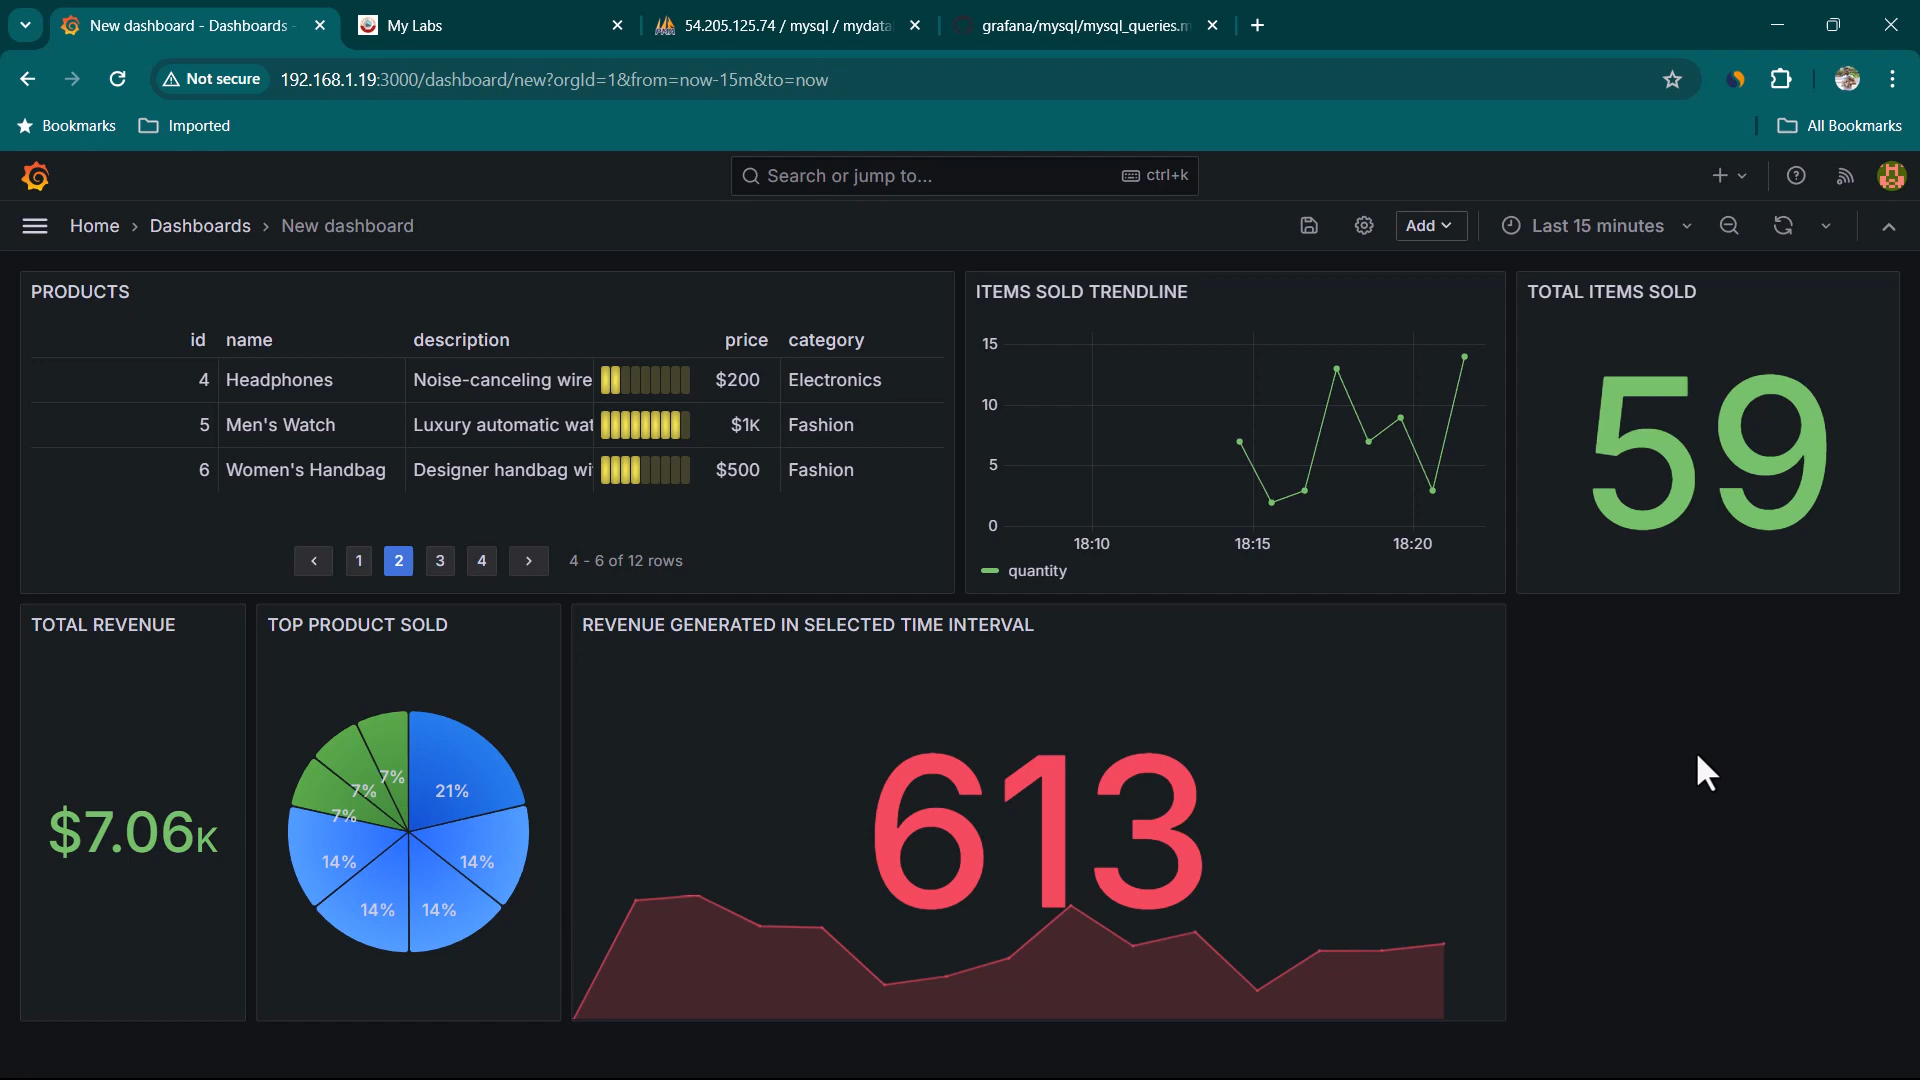 New dashboard - Dashboards -
My Labs
54.205.125.74 / mysql / mydata
grafana/mysql/mysql_queries.m
Not secure
192.168.1.19:3000/dashboard/new?orgId=1&from=now-15m&to=now
Bookmarks
Imported
All Bookmarks
Search or jump to...
ctrl+k
Home › Dashboards › New dashboard
Add
Last 15 minutes
PRODUCTS
id name description price category
4 Headphones Noise-canceling wire $200 Electronics
5 Men's Watch Luxury automatic wat $1K Fashion
6 Women's Handbag Designer handbag wi $500 Fashion
1 2 3 4
4 - 6 of 12 rows
ITEMS SOLD TRENDLINE
15
10
5
0
18:10 18:15 18:20
quantity
TOTAL ITEMS SOLD
59
TOTAL REVENUE
$7.06K
TOP PRODUCT SOLD
7%
21%
7%
7%
14%
14%
14%
14%
REVENUE GENERATED IN SELECTED TIME INTERVAL
613